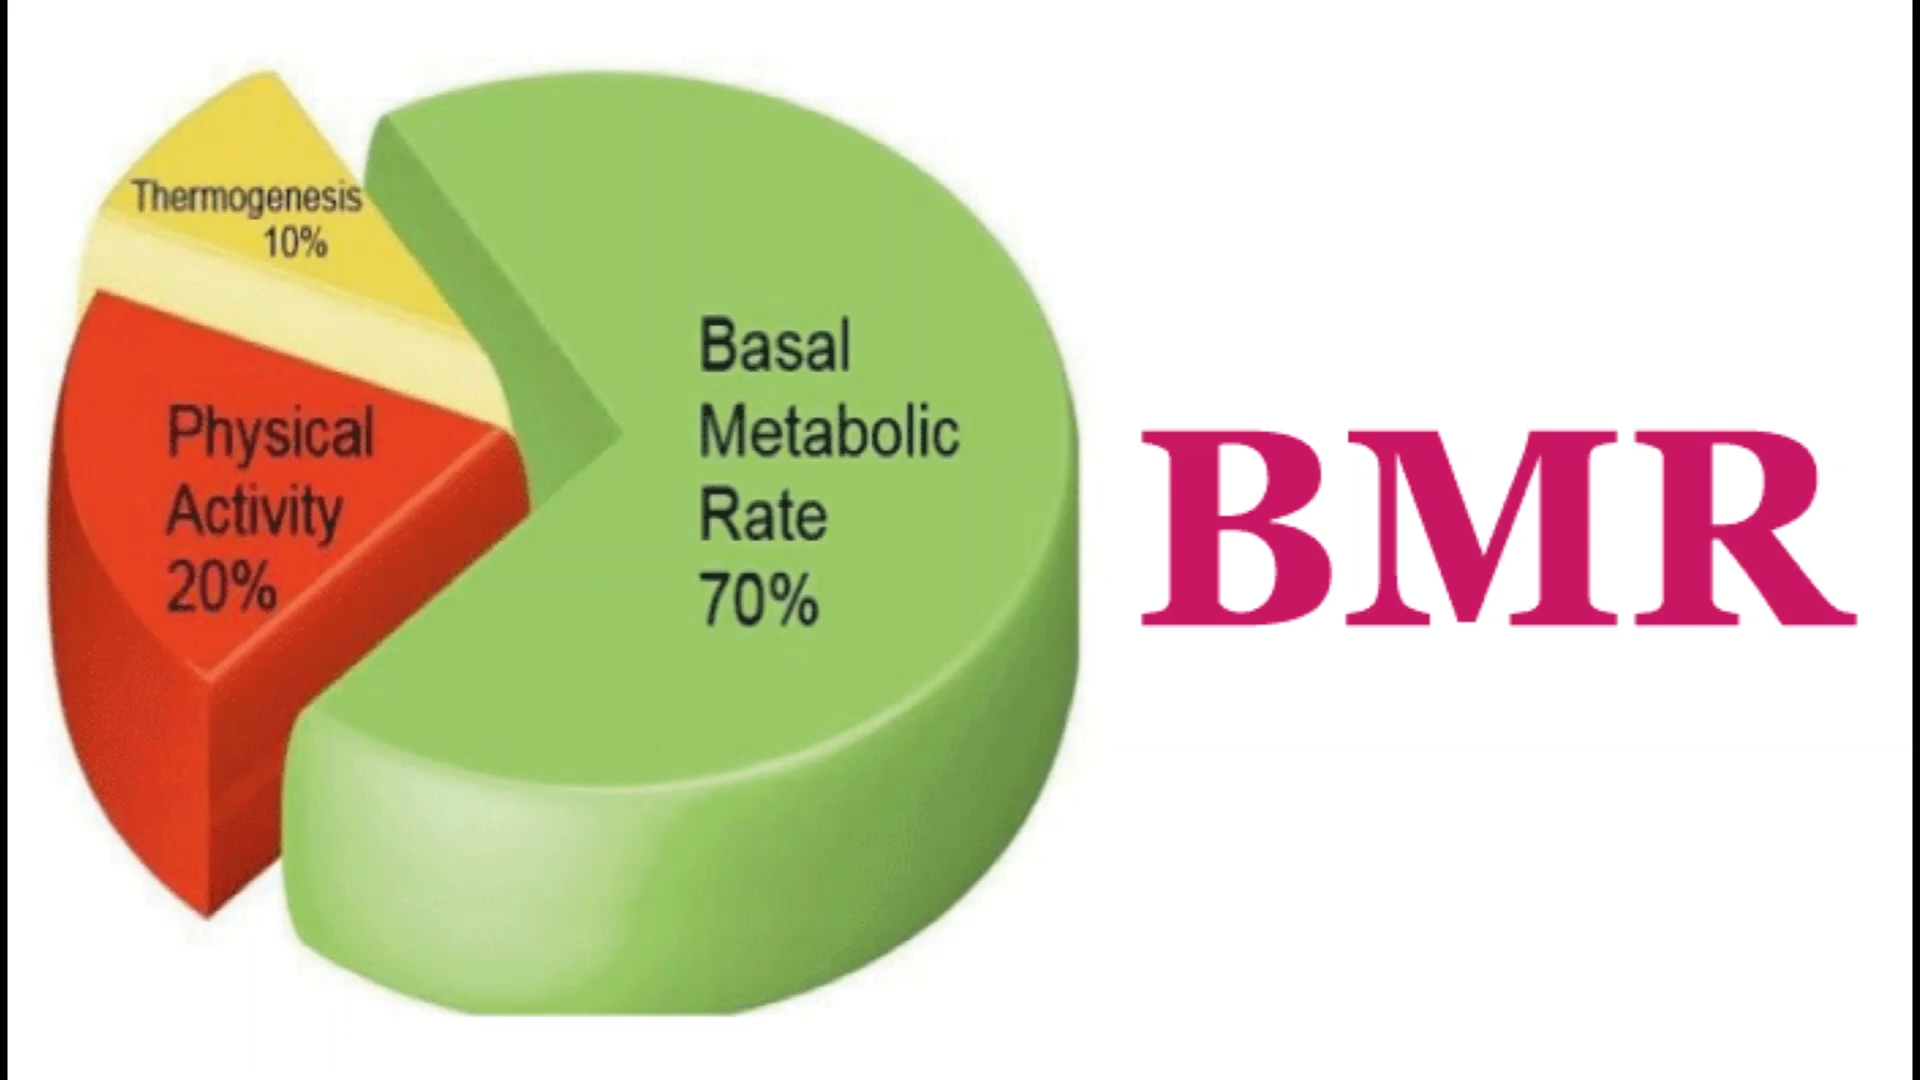 Thermogenesis
10%
Physical
Activity
20%
Basal
Metabolic
Rate
70%
BMR